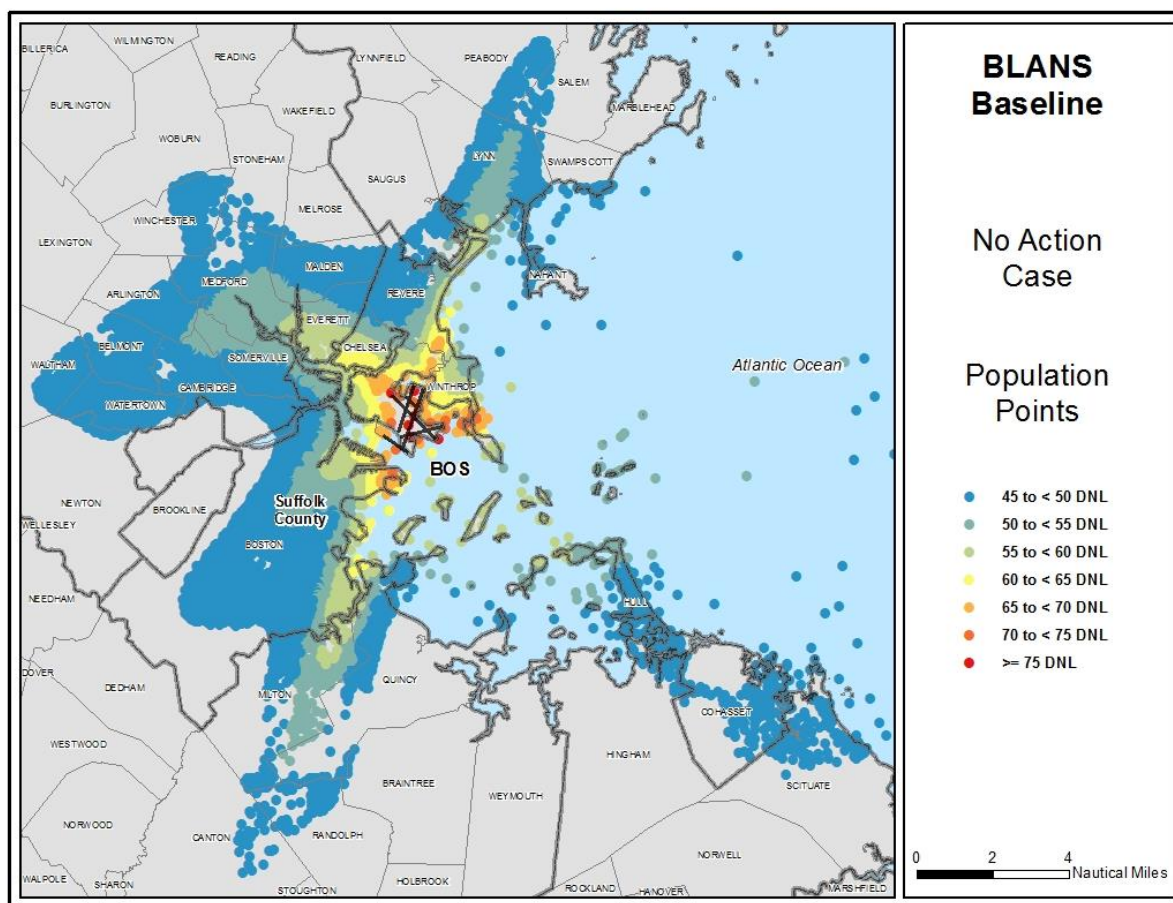 BILLERICA
WILMINGTON
READING
LYNNFIELD
PEABODY
SALEM
MARBLEHEAD
BURLINGTON
WAKEFIELD
WOBURN
STONEHAM
LYNN
SWAMPSCOTT
SAUGUS
MELROSE
WINCHESTER
LEXINGTON
MALDEN
NAHANT
MEDFORD
ARLINGTON
REVERE
EVERETT
CHELSEA
BELMONT
SOMERVILLE
WALTHAM
CAMBRIDGE
WINTHROP
WATERTOWN
Atlantic Ocean
BOS
NEWTON
Suffolk
County
BROOKLINE
WELLESLEY
BOSTON
NEEDHAM
HULL
DOVER
DEDHAM
MILTON
QUINCY
COHASSET
WESTWOOD
HINGHAM
BRAINTREE
SCITUATE
WEYMOUTH
NORWOOD
CANTON
RANDOLPH
NORWELL
WALPOLE
SHARON
HOLBROOK
STOUGHTON
ROCKLAND
HANOVER
MARSHFIELD
BLANS
Baseline
No Action
Case
Population
Points
45 to < 50 DNL
50 to < 55 DNL
55 to < 60 DNL
60 to < 65 DNL
65 to < 70 DNL
70 to < 75 DNL
>= 75 DNL
0 2 4
Nautical Miles